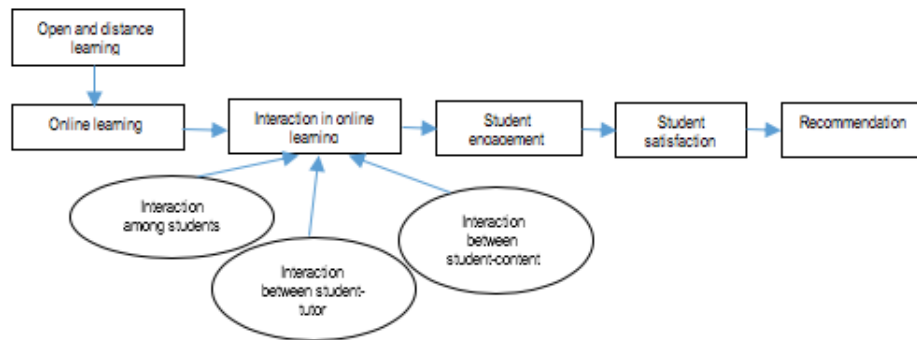 Open and distance
learning
Online learning
Interaction in online
learning
Student
engagement
Student
satisfaction
Recommendation
Interaction
among students
Interaction
between student-
tutor
Interaction
between
student-content